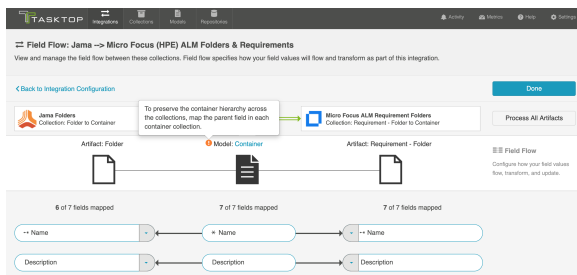 TASKTOP
Integrations
Collections
Models
Repositories
Activity
Metrics
Help
Settings
Field Flow: Jama --> Micro Focus (HPE) ALM Folders & Requirements
View and manage the field flow between these collections. Field flow specifies how your field values will flow and transform as part of this integration.
Back to Integration Configuration
Done
Jama Folders
Collection: Folder to Container
To preserve the container hierarchy across
the collections, map the parent field in each
container collection.
Micro Focus ALM Requirement Folders
Collection: Requirement - Folder to Container
Process All Artifacts
Artifact: Folder
Model: Container
Artifact: Requirement - Folder
Field Flow
Configure how your field values
flow, transform, and update.
6 of 7 fields mapped
7 of 7 fields mapped
7 of 7 fields mapped
Name
* Name
Name
Description
Description
Description